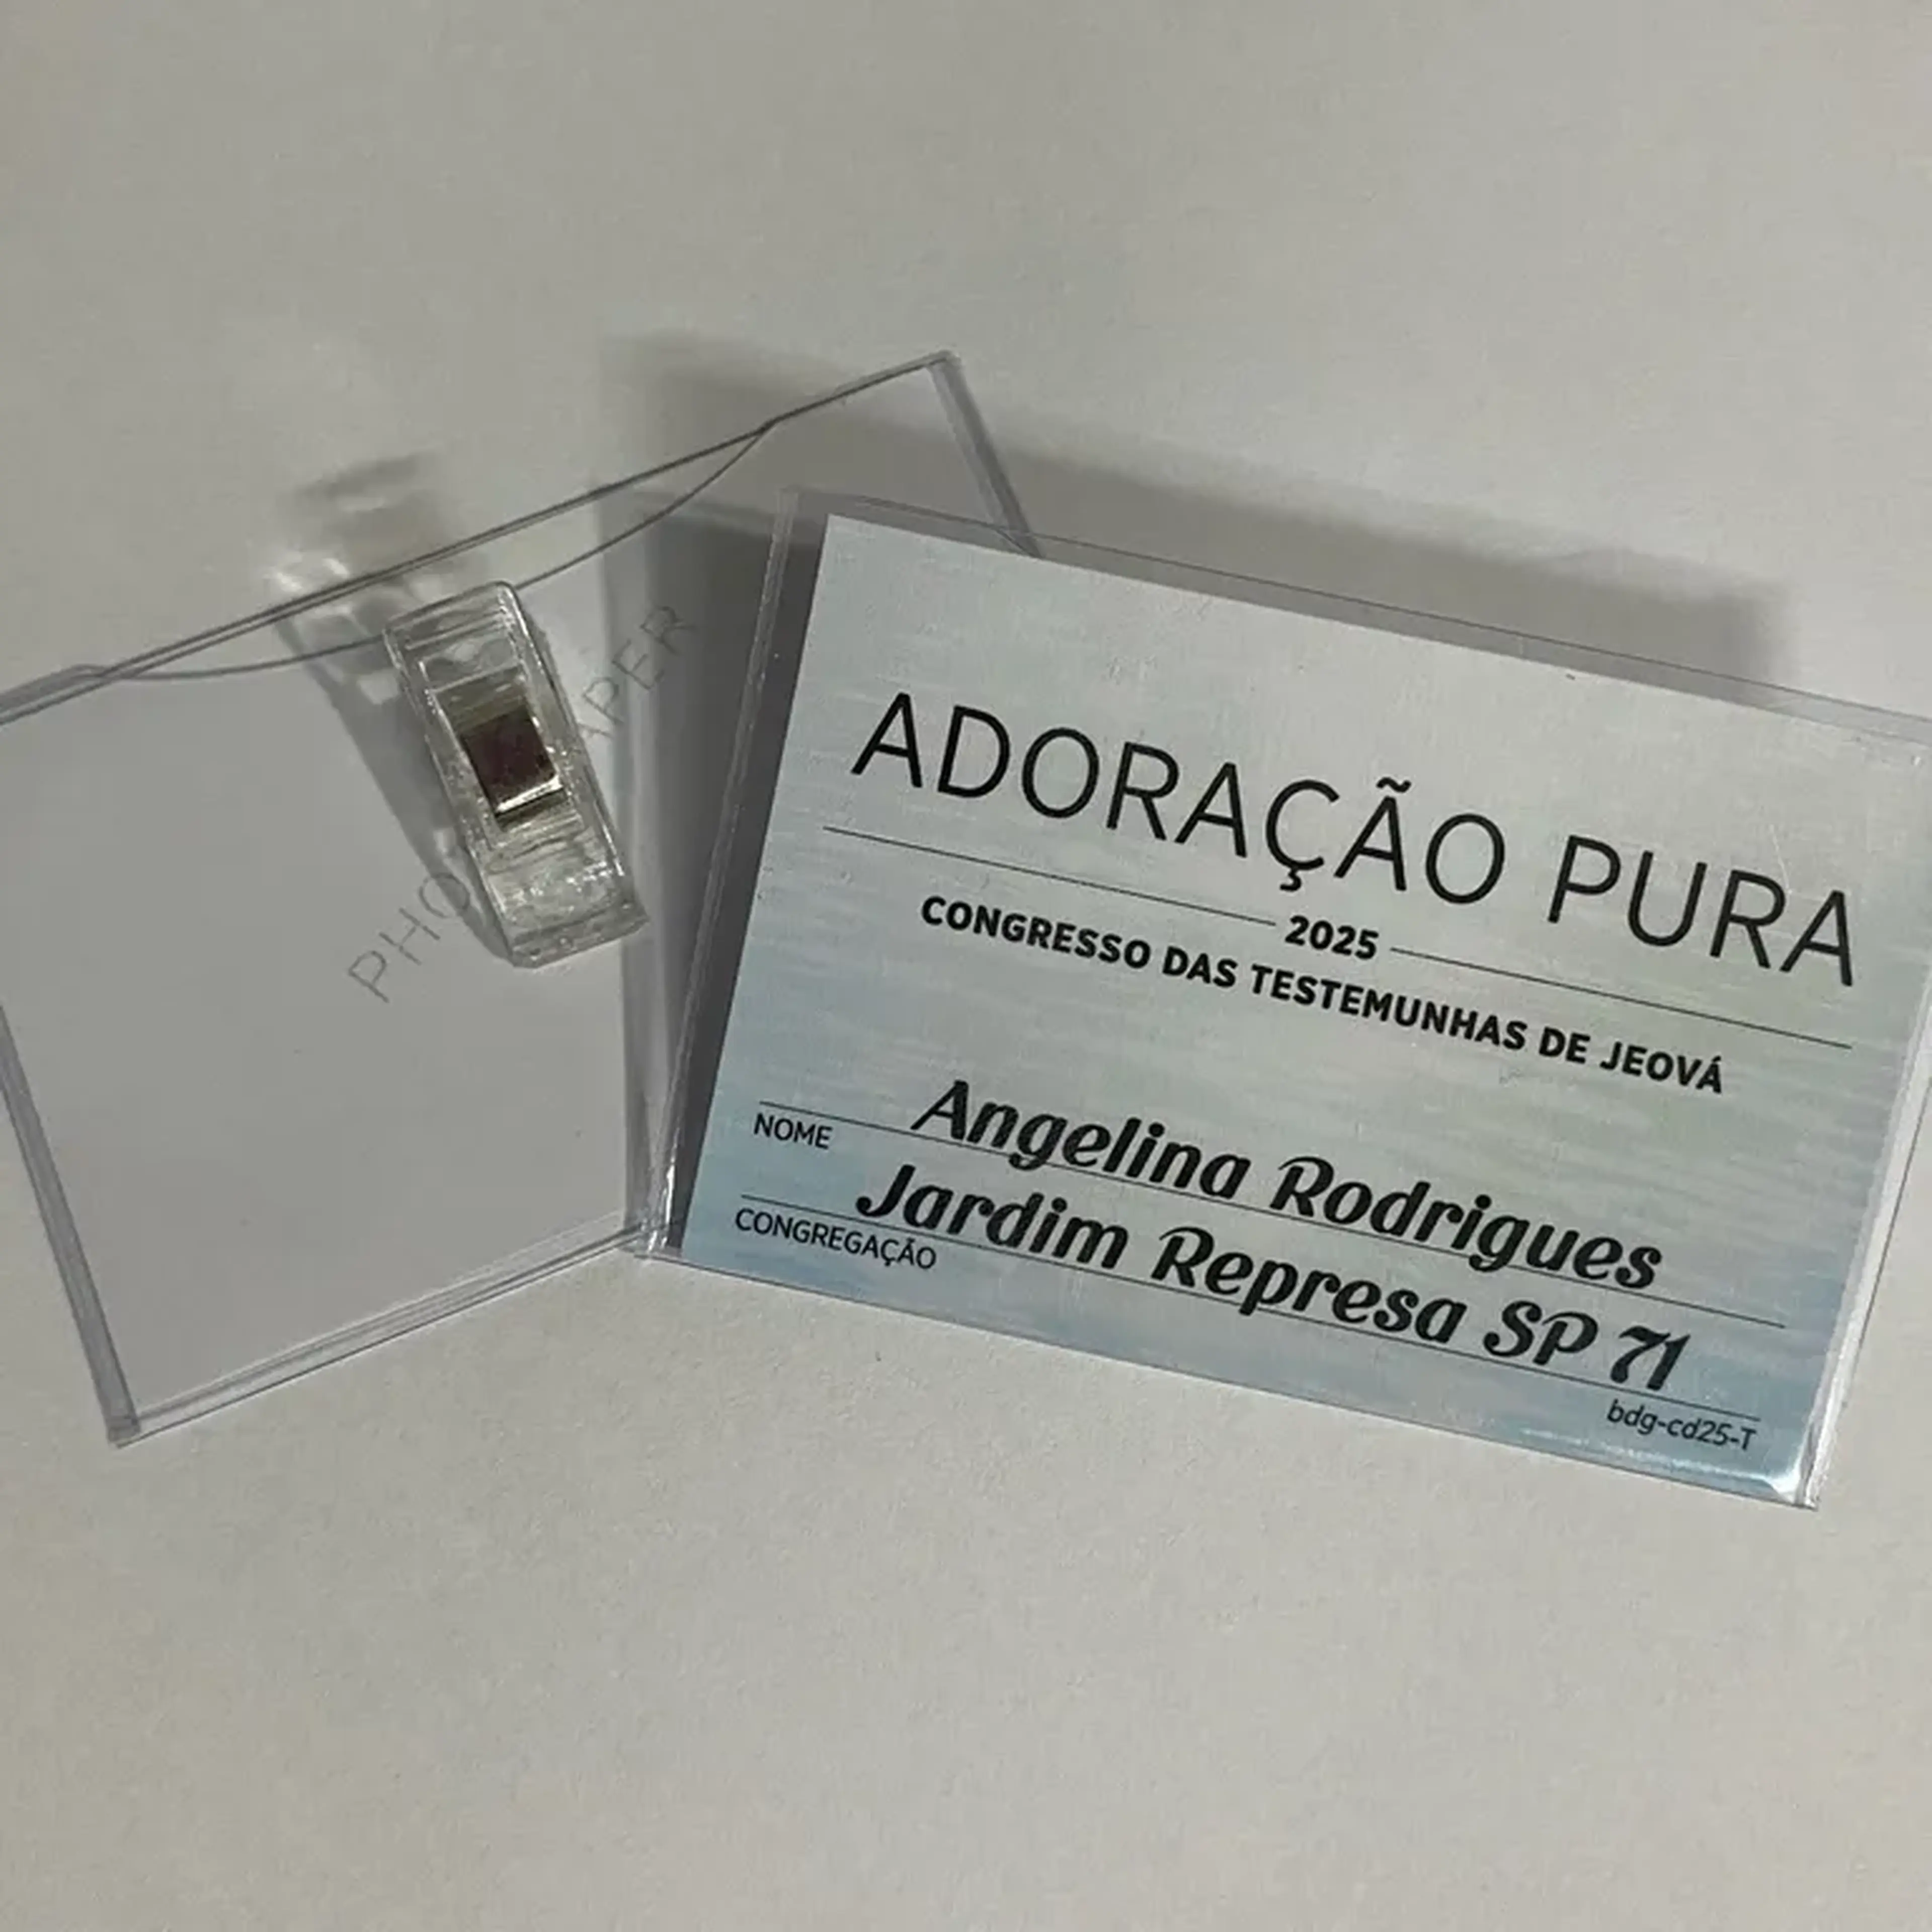 ADORAÇÃO PURA
2025
CONGRESSO DAS TESTEMUNHAS DE JEOVÁ
Angelina Rodrigues
NOME
Jardim Represa SP 71
CONGREGAÇÃO
bdg-cd25-T